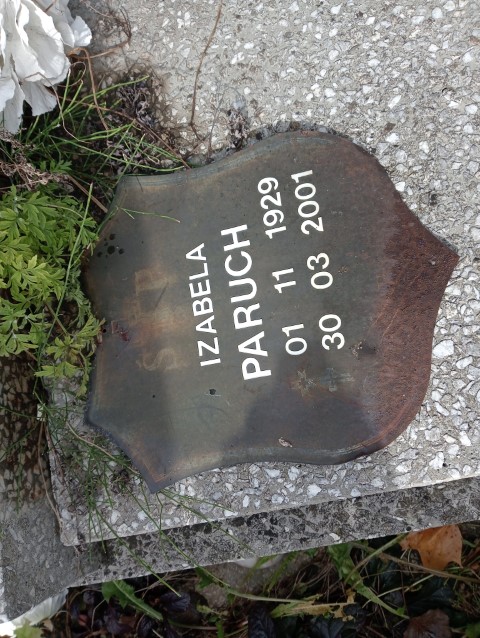 IZABELA
PARUCH
01 11 1929
30 03 2001